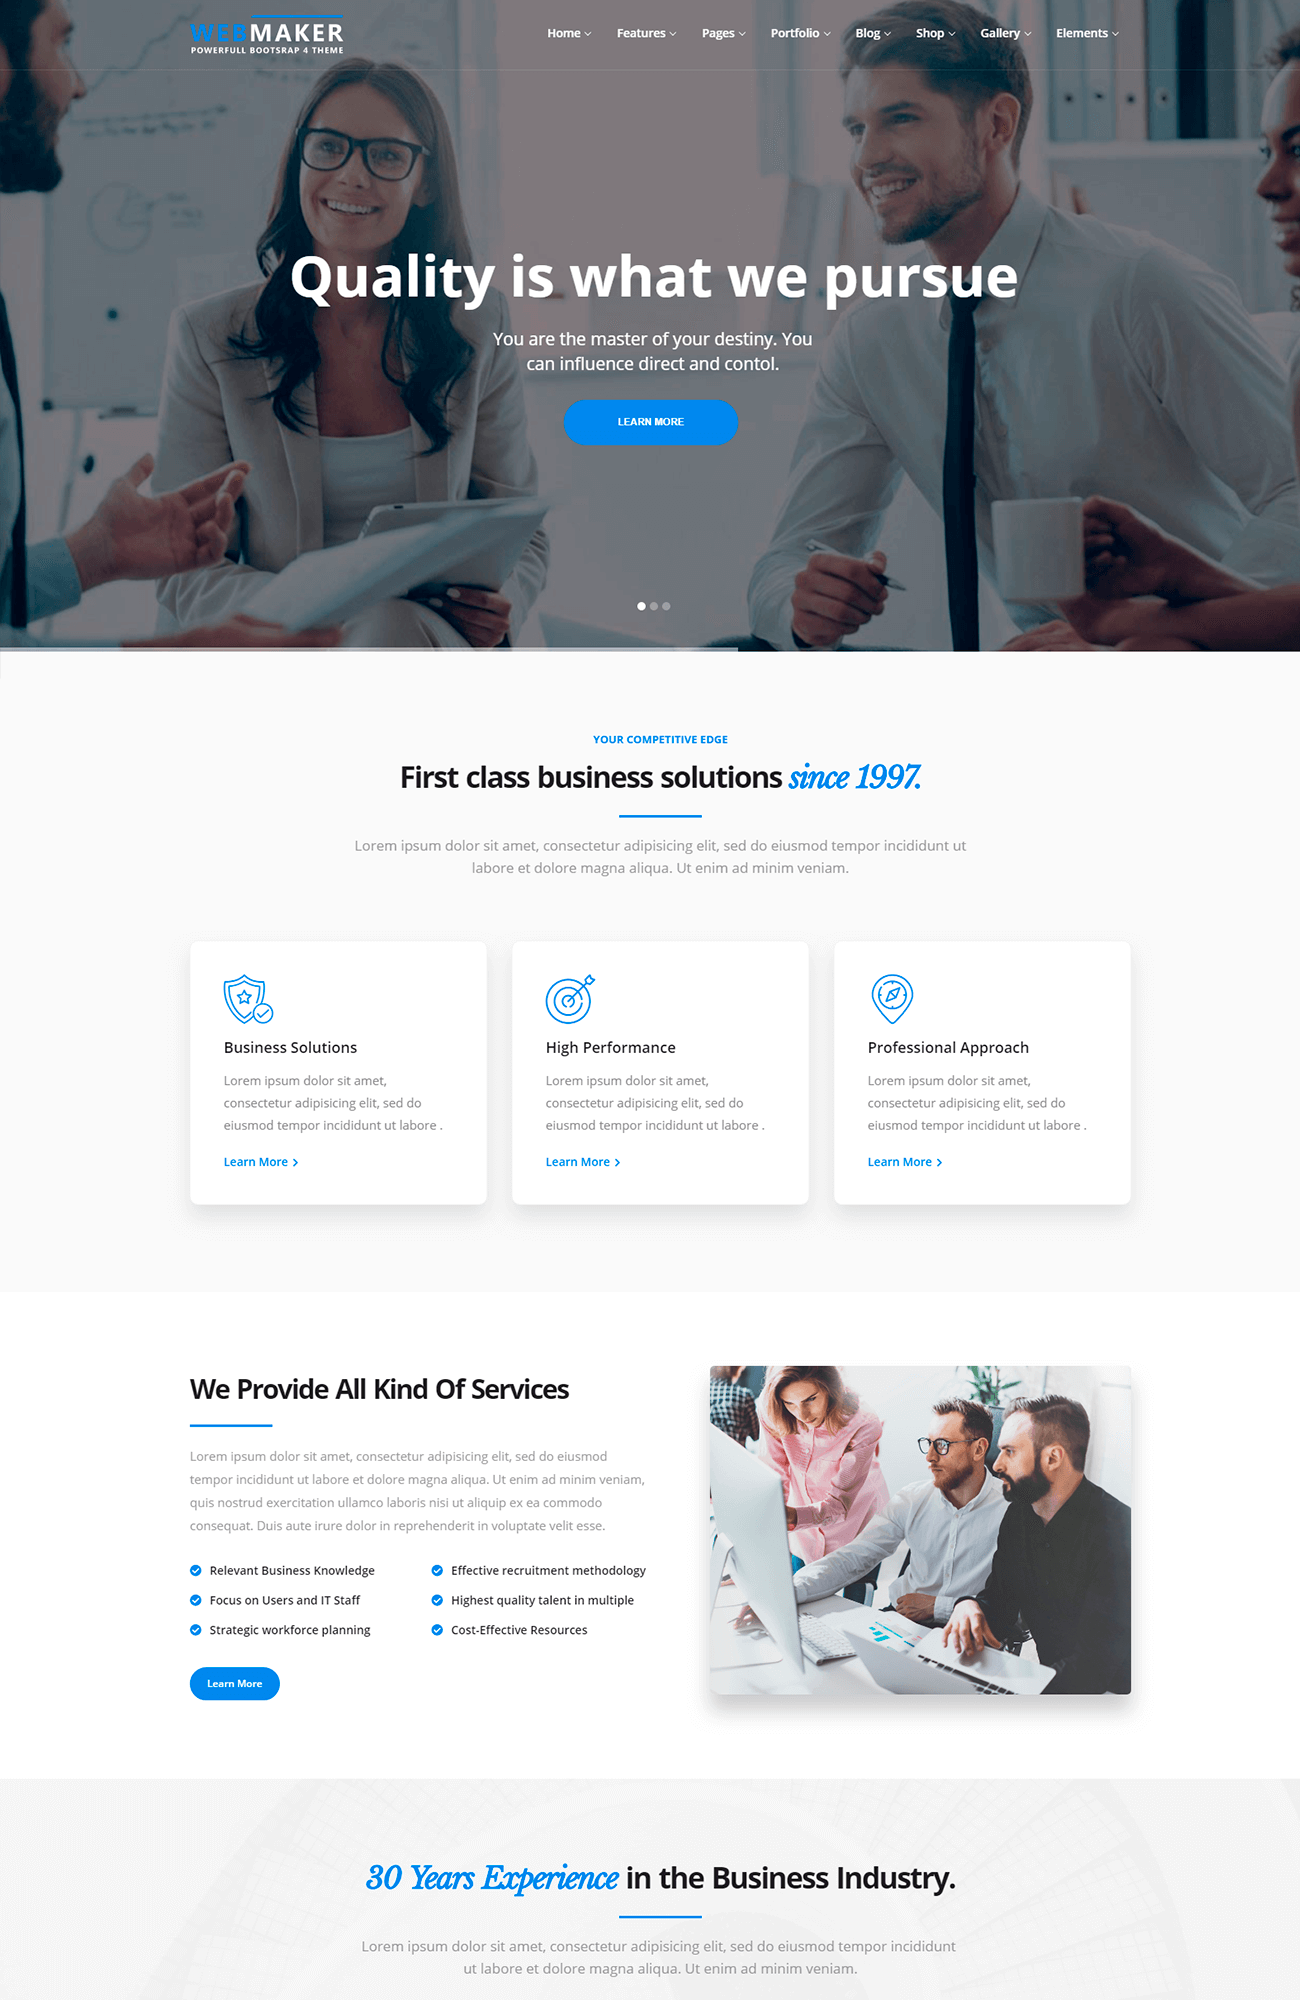 WEBMAKER
POWERFULL BOOTSRAP 4 THEME
Home Features Pages Portfolio Blog Shop Gallery Elements
Quality is what we pursue
You are the master of your destiny. You
can influence direct and contol.
LEARN MORE
YOUR COMPETITIVE EDGE
First class business solutions since 1997.
Lorem ipsum dolor sit amet, consectetur adipisicing elit, sed do eiusmod tempor incididunt ut
labore et dolore magna aliqua. Ut enim ad minim veniam.
Business Solutions
Lorem ipsum dolor sit amet,
consectetur adipisicing elit, sed do
eiusmod tempor incididunt ut labore .
Learn More
High Performance
Lorem ipsum dolor sit amet,
consectetur adipisicing elit, sed do
eiusmod tempor incididunt ut labore .
Learn More
Professional Approach
Lorem ipsum dolor sit amet,
consectetur adipisicing elit, sed do
eiusmod tempor incididunt ut labore .
Learn More
We Provide All Kind Of Services
Lorem ipsum dolor sit amet, consectetur adipisicing elit, sed do eiusmod
tempor incididunt ut labore et dolore magna aliqua. Ut enim ad minim veniam,
quis nostrud exercitation ullamco laboris nisi ut aliquip ex ea commodo
consequat. Duis aute irure dolor in reprehenderit in voluptate velit esse.
Relevant Business Knowledge
Focus on Users and IT Staff
Strategic workforce planning
Effective recruitment methodology
Highest quality talent in multiple
Cost-Effective Resources
Learn More
30 Years Experience in the Business Industry.
Lorem ipsum dolor sit amet, consectetur adipisicing elit, sed do eiusmod tempor incididunt
ut labore et dolore magna aliqua. Ut enim ad minim veniam.